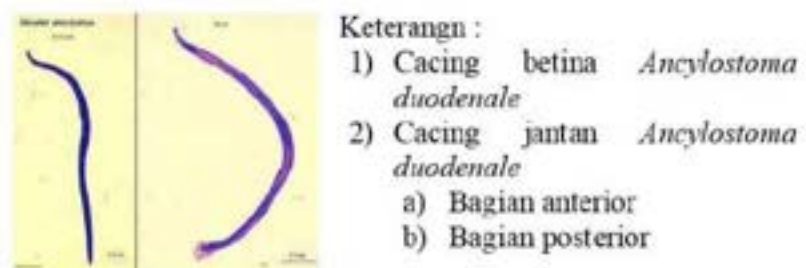 Keterangn :
1) Cacing betina Ancylostoma
duodenale
2) Cacing jantan Ancylostoma
duodenale
a) Bagian anterior
b) Bagian posterior